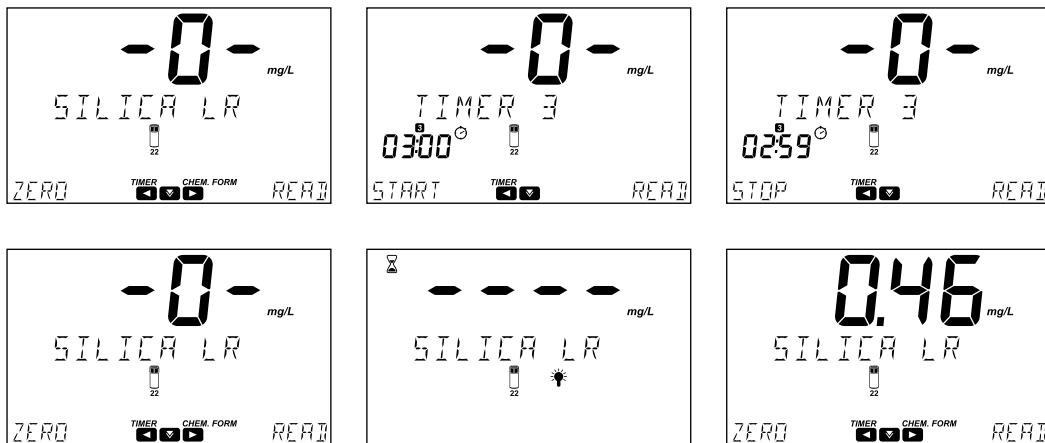 -0-
mg/L
SILICA LR
22
ZERO TIMER CHEM. FORM READ
-0-
mg/L
TIMER 3
3
03:00
22
START TIMER READ
-0-
mg/L
TIMER 3
3
02:59
22
STOP TIMER READ
-0-
mg/L
SILICA LR
22
ZERO TIMER CHEM. FORM READ
----
mg/L
SILICA LR
22
0.46
mg/L
SILICA LR
22
ZERO TIMER CHEM. FORM READ